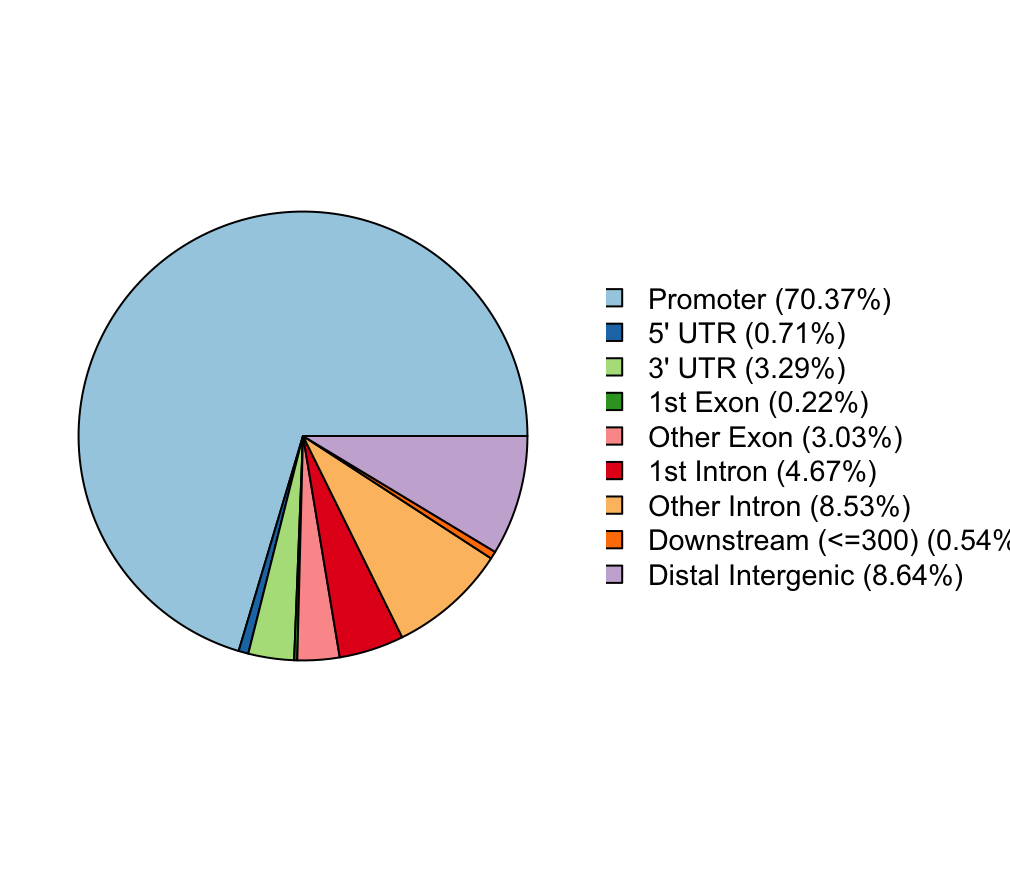 Promoter (70.37%)
5' UTR (0.71%)
3' UTR (3.29%)
1st Exon (0.22%)
Other Exon (3.03%)
1st Intron (4.67%)
Other Intron (8.53%)
Downstream (<=300) (0.54%
Distal Intergenic (8.64%)